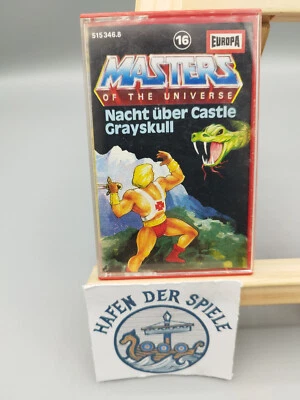 515 346.8
16
EUROPA
MASTERS
OF THE UNIVERSE
Nacht über Castle
Grayskull
HAFEN DER SPIELE